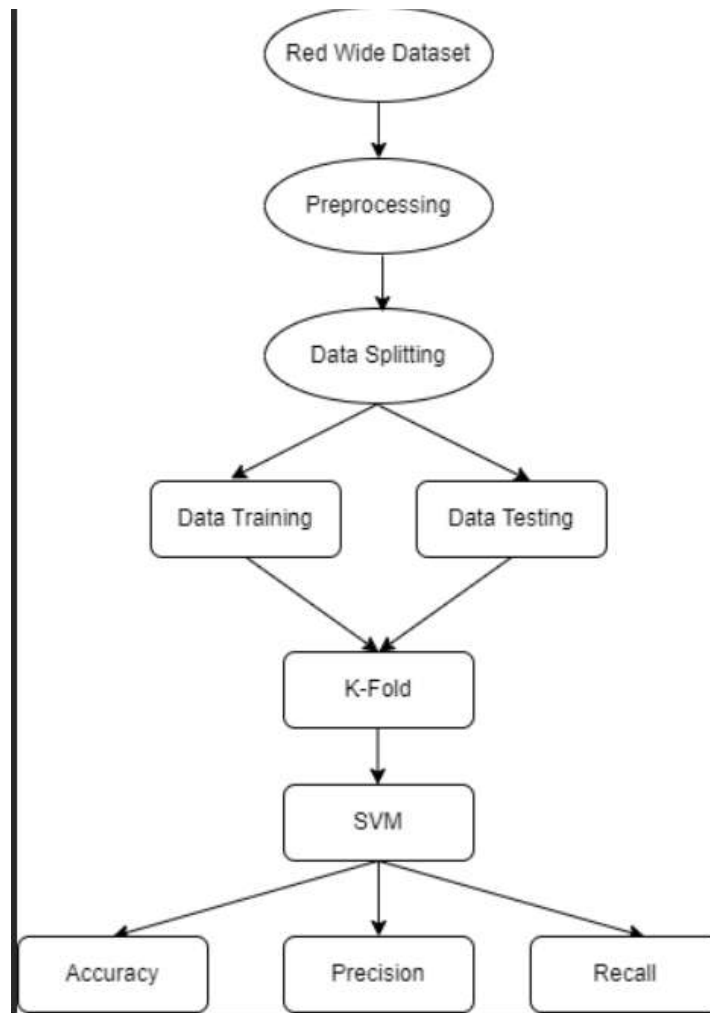 Red Wide Dataset
Preprocessing
Data Splitting
Data Training
Data Testing
K-Fold
SVM
Accuracy
Precision
Recall